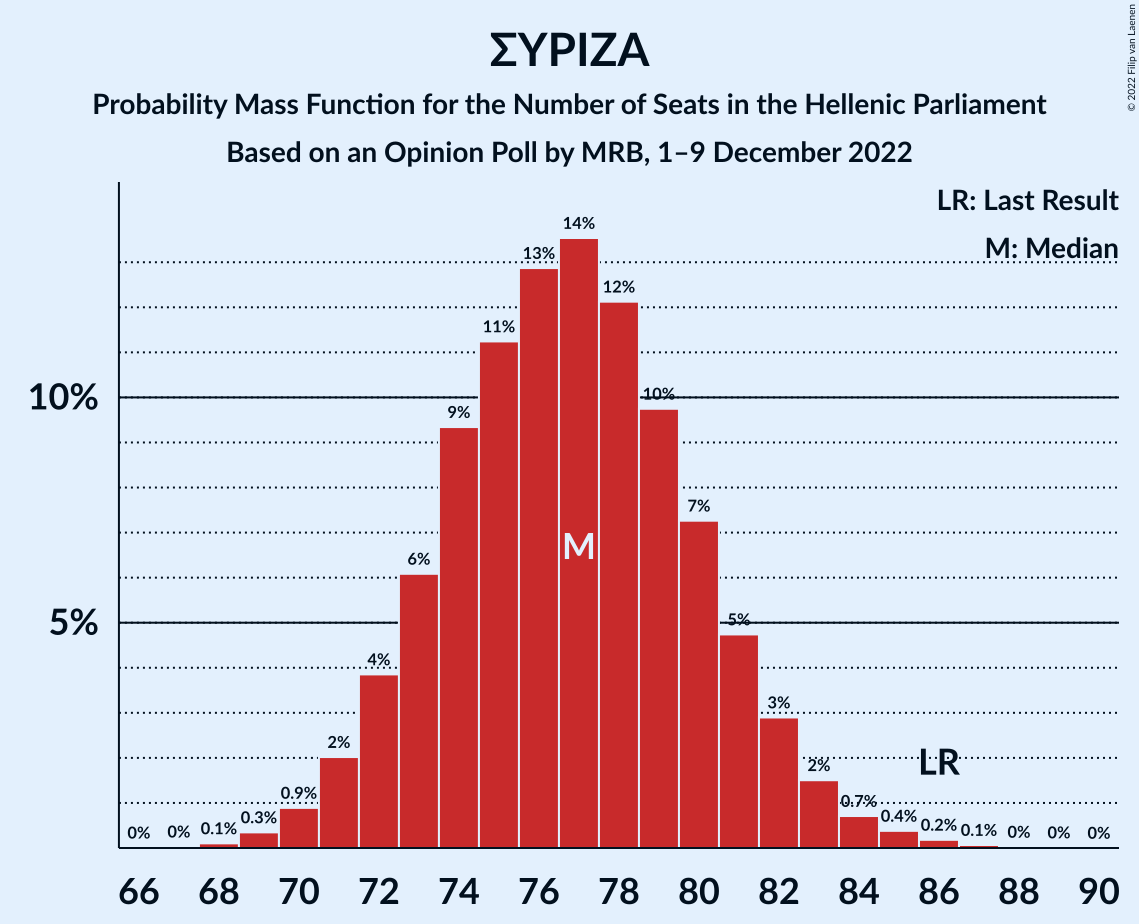 ΣΥΡΙΖΑ
Probability Mass Function for the Number of Seats in the Hellenic Parliament
Based on an Opinion Poll by MRB, 1–9 December 2022
© 2022 Filip van Laenen
LR: Last Result
M: Median
10%
5%
0% 0% 0.1% 0.3% 0.9% 2% 4% 6% 9% 11% 13% 14% 12% 10% 7% 5% 3% 2% 0.7% 0.4% 0.2% 0.1% 0% 0% 0%
M
LR
66 68 70 72 74 76 78 80 82 84 86 88 90